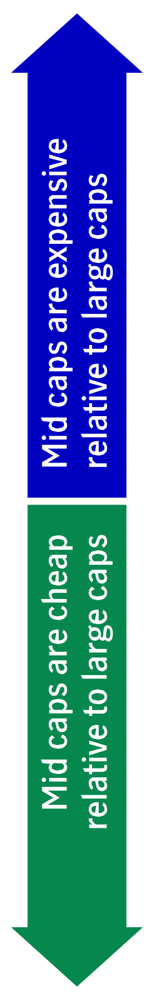 Mid caps are expensive
relative to large caps
Mid caps are cheap
relative to large caps